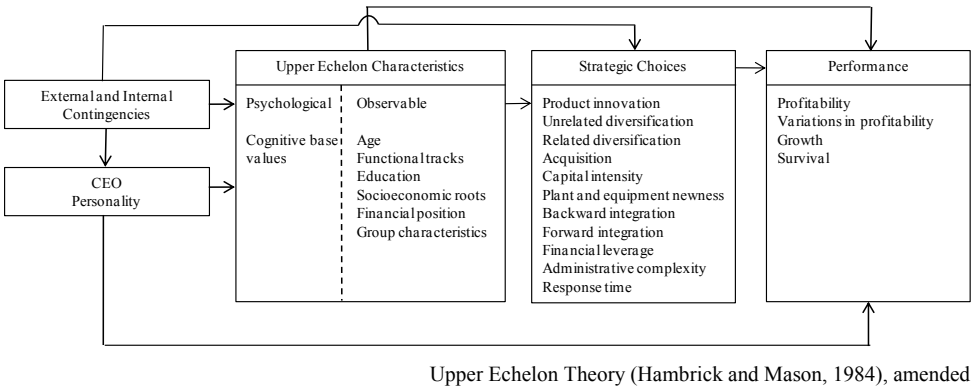 External and Internal
Contingencies
CEO
Personality
Upper Echelon Characteristics
Psychological
Cognitive base
values
Observable
Age
Functional tracks
Education
Socioeconomic roots
Financial position
Group characteristics
Strategic Choices
Product innovation
Unrelated diversification
Related diversification
Acquisition
Capital intensity
Plant and equipment newness
Backward integration
Forward integration
Financial leverage
Administrative complexity
Response time
Performance
Profitability
Variations in profitability
Growth
Survival
Upper Echelon Theory (Hambrick and Mason, 1984), amended